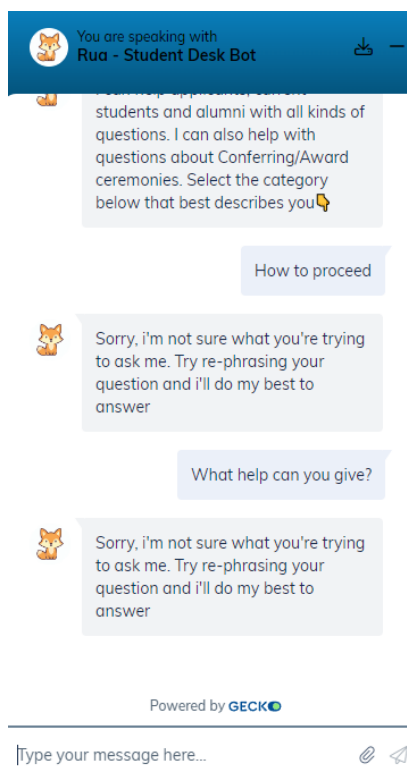 You are speaking with
Rua - Student Desk Bot
I can help applicants, current
students and alumni with all kinds of
questions. I can also help with
questions about Conferring/Award
ceremonies. Select the category
below that best describes you👇
How to proceed
Sorry, i'm not sure what you're trying
to ask me. Try re-phrasing your
question and i'll do my best to
answer
What help can you give?
Sorry, i'm not sure what you're trying
to ask me. Try re-phrasing your
question and i'll do my best to
answer
Powered by GECKO
Type your message here...